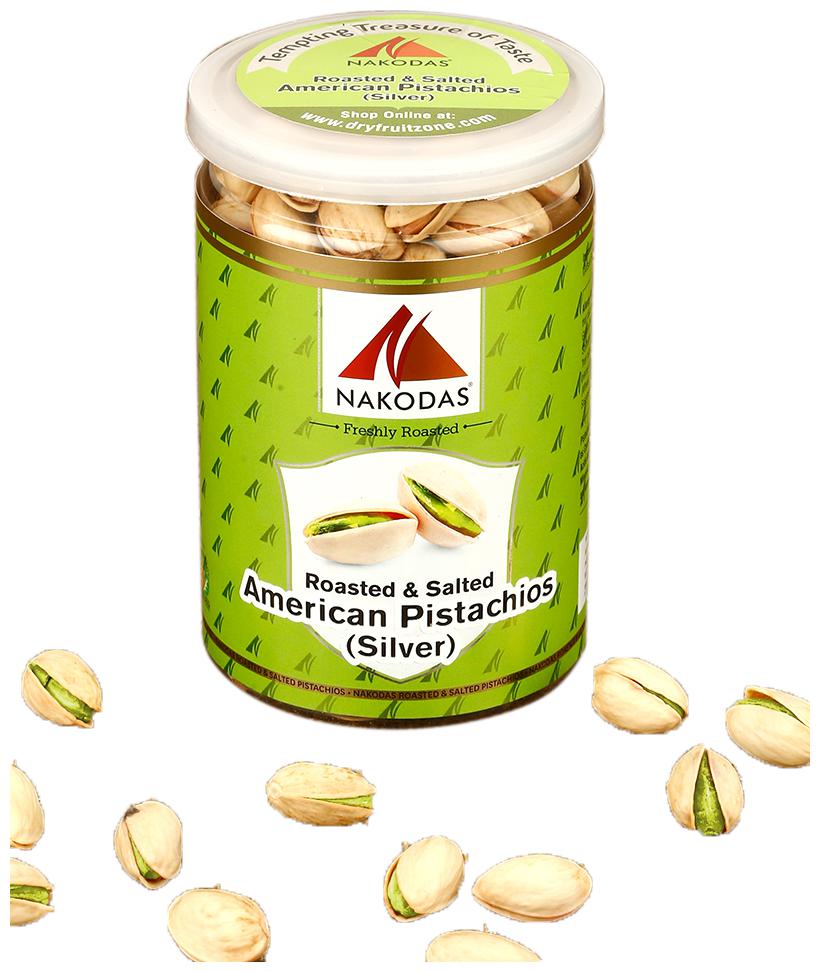 Tempting Treasure of Taste
NAKODAS®
Roasted & Salted
American Pistachios
(Silver)
Shop Online at:
www.dryfruitzone.com
NAKODAS®
Freshly Roasted
Roasted & Salted
American Pistachios
(Silver)
& SALTED PISTACHIOS • NAKODAS ROASTED & SALTED PISTACHIOS • NAKODAS